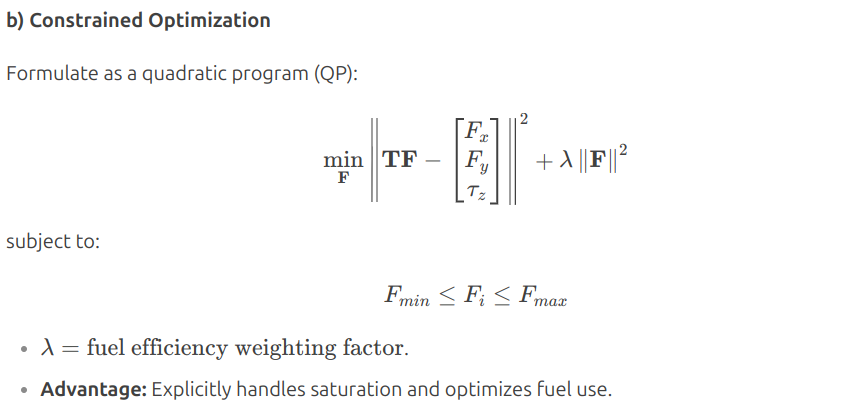 b) Constrained Optimization
Formulate as a quadratic program (QP):
$$\min_{\mathbf{F}} \left\| \mathbf{TF} - \begin{bmatrix} F_x \\ F_y \\ \tau_z \end{bmatrix} \right\|^2 + \lambda \|\mathbf{F}\|^2$$
subject to:
$$F_{min} \leq F_i \leq F_{max}$$
• λ = fuel efficiency weighting factor.
• Advantage: Explicitly handles saturation and optimizes fuel use.